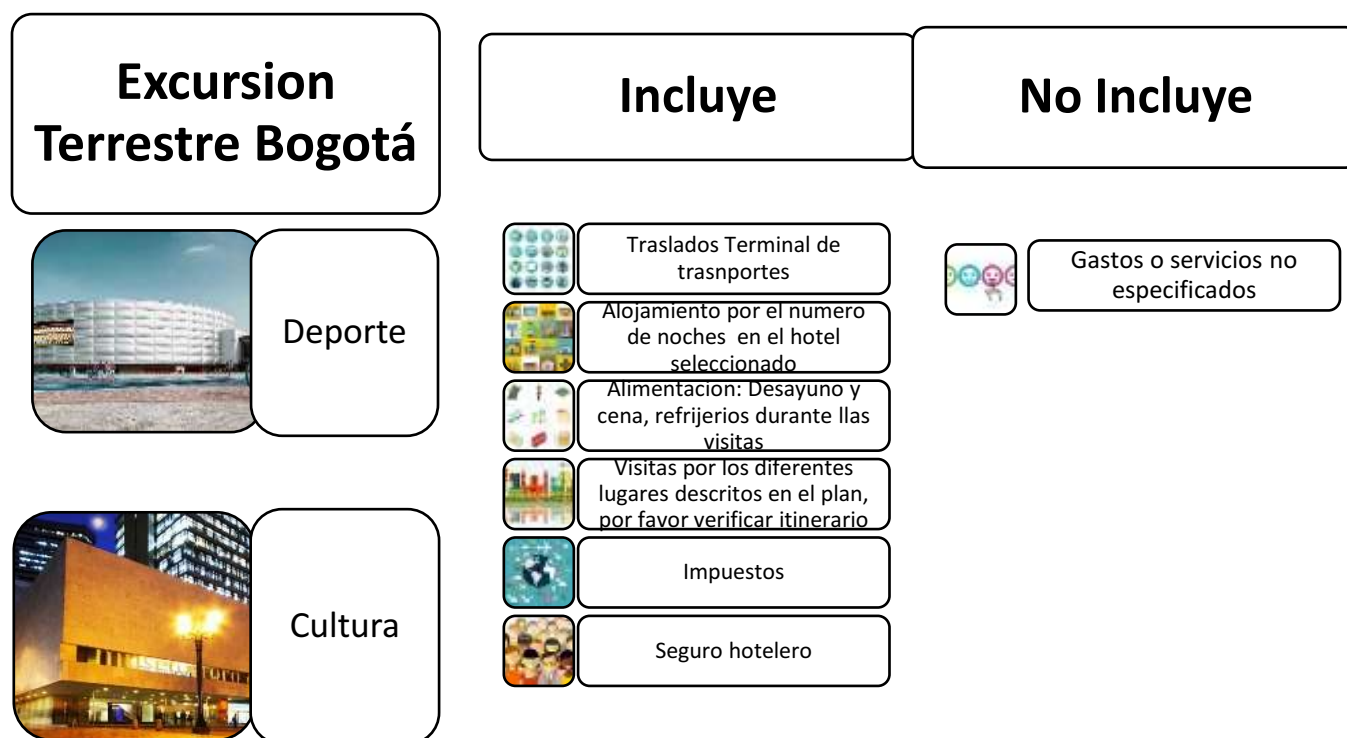 Excursion
Terrestre Bogotá
Deporte
Cultura
Incluye
Traslados Terminal de
trasnportes
Alojamiento por el numero
de noches en el hotel
seleccionado
Alimentacion: Desayuno y
cena, refrijerios durante llas
visitas
Visitas por los diferentes
lugares descritos en el plan,
por favor verificar itinerario
Impuestos
Seguro hotelero
No Incluye
Gastos o servicios no
especificados